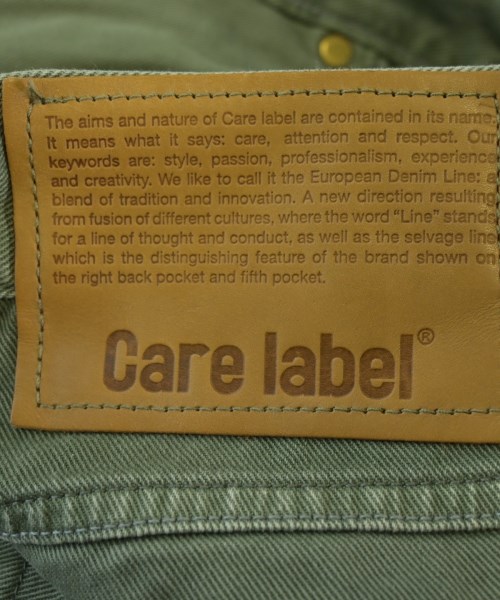 The aims and nature of Care label are contained in its name.
It means what it says: care, attention and respect. Our
keywords are: style, passion, professionalism, experience
and creativity. We like to call it the European Denim Line: a
blend of tradition and innovation. A new direction resulting
from fusion of different cultures, where the word “Line” stands
for a line of thought and conduct, as well as the selvage line
which is the distinguishing feature of the brand shown on
the right back pocket and fifth pocket.
Care label®